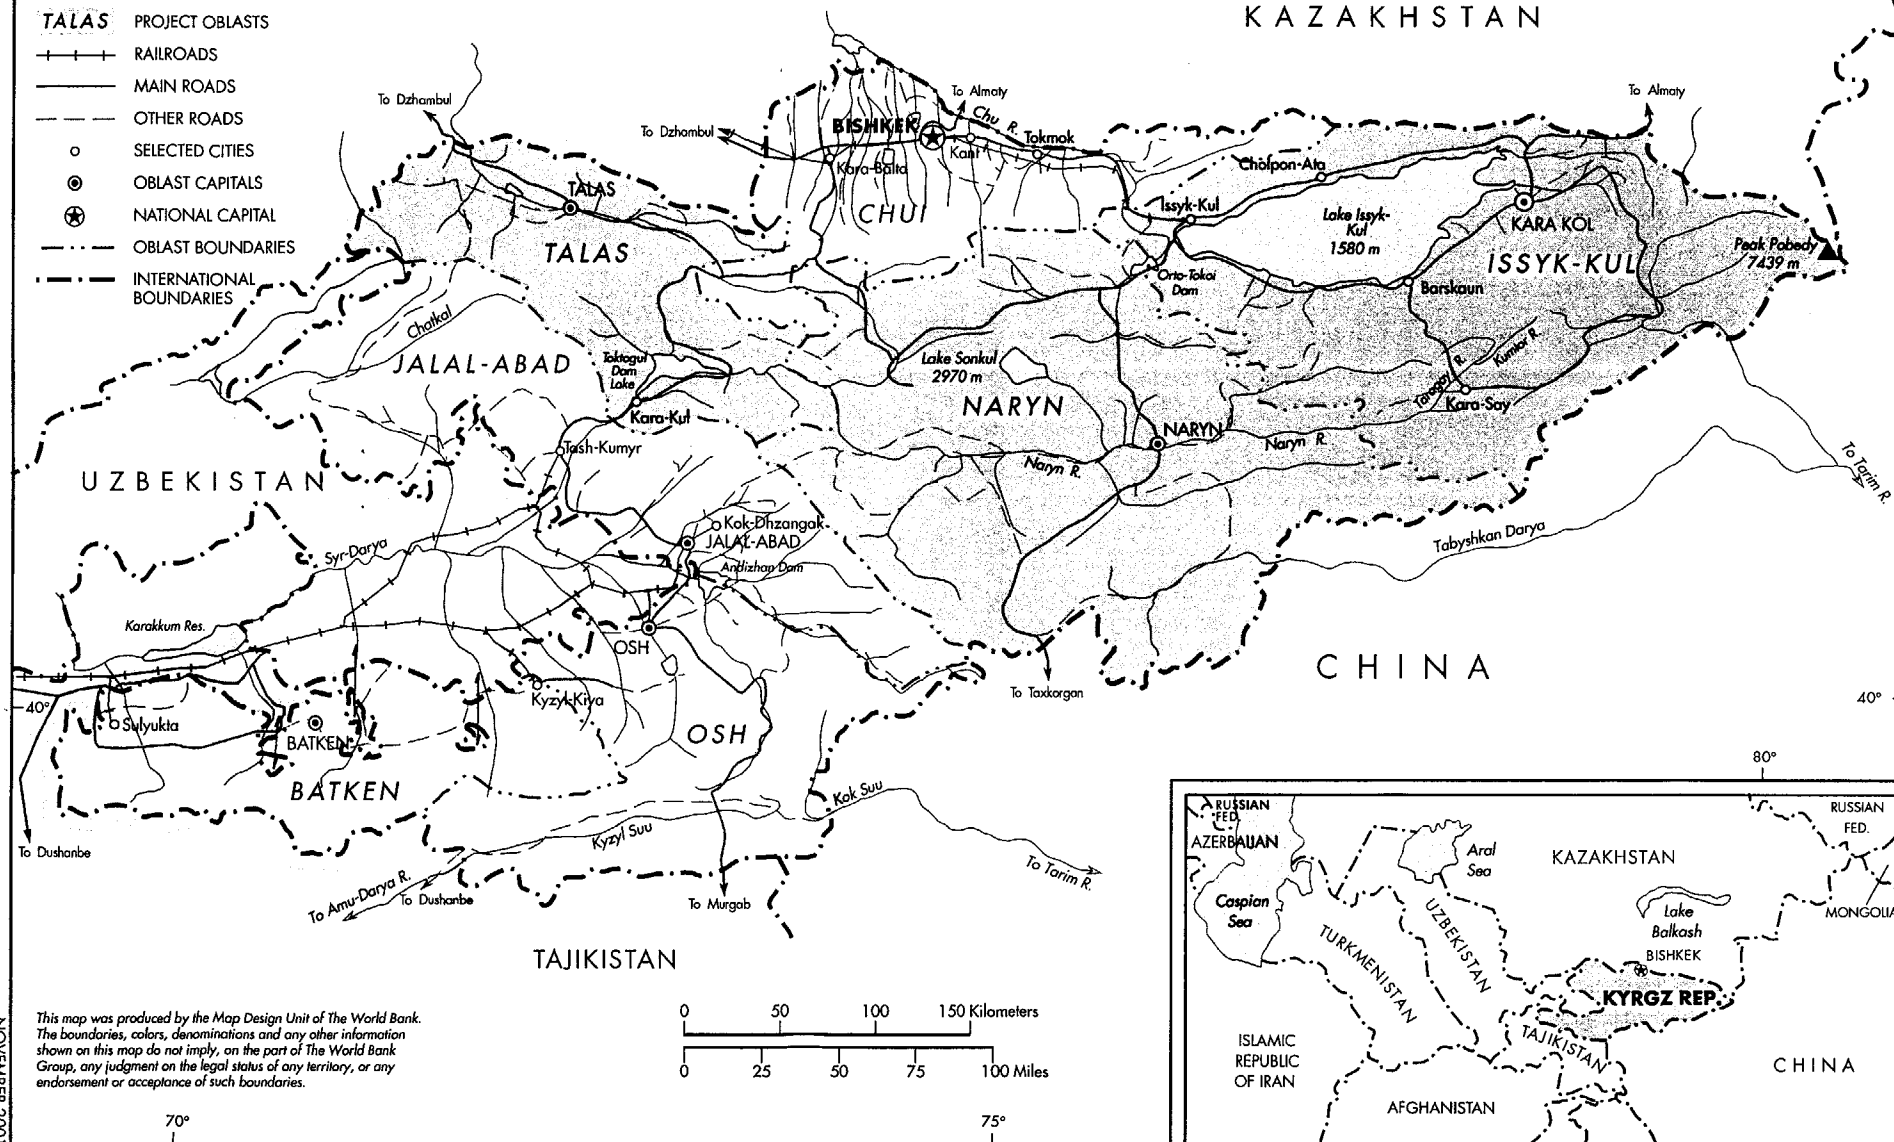 TALAS PROJECT OBLASTS
RAILROADS
MAIN ROADS
OTHER ROADS
SELECTED CITIES
OBLAST CAPITALS
NATIONAL CAPITAL
OBLAST BOUNDARIES
INTERNATIONAL
BOUNDARIES
KAZAKHSTAN
To Dzhambul
To Dzhambul
To Almaty
To Almaty
Chu R.
BISHKEK
Kant
Tokmok
Kara-Balta
CHUI
Cholpon-Ata
Issyk-Kul
Lake Issyk-
Kul
1580 m
KARA KOL
ISSYK-KUL
Peak Pobedy
7439 m
TALAS
TALAS
Orto-Tokoi
Dam
Barskaun
Chatkal
JALAL-ABAD
Toktogul
Dam
Lake
Kara-Kul
Lake Sonkul
2970 m
NARYN
NARYN
Taragay R.
Kumtor R.
Kara-Say
Naryn R.
Naryn R.
Tash-Kumyr
UZBEKISTAN
To Tarim R.
Kok-Dhzangak
JALAL-ABAD
Andizhan Dam
Syr-Darya
Tabyshkan Darya
Karakkum Res.
OSH
CHINA
To Taxkorgan
Kyzyl-Kiya
40°
40°
Sulyukta
BATKEN
OSH
BATKEN
Kok Suu
Kyzyl Suu
To Dushanbe
To Tarim R.
To Amu-Darya R.
To Dushanbe
To Murgab
TAJIKISTAN
80°
RUSSIAN
FED.
AZERBAIJAN
Caspian
Sea
Aral
Sea
KAZAKHSTAN
RUSSIAN
FED.
Lake
Balkash
MONGOLIA
UZBEKISTAN
TURKMENISTAN
BISHKEK
KYRGZ REP.
TAJIKISTAN
ISLAMIC
REPUBLIC
OF IRAN
AFGHANISTAN
CHINA
This map was produced by the Map Design Unit of The World Bank.
The boundaries, colors, denominations and any other information
shown on this map do not imply, on the part of The World Bank
Group, any judgment on the legal status of any territory, or any
endorsement or acceptance of such boundaries.
0 50 100 150 Kilometers
0 25 50 75 100 Miles
70°
75°